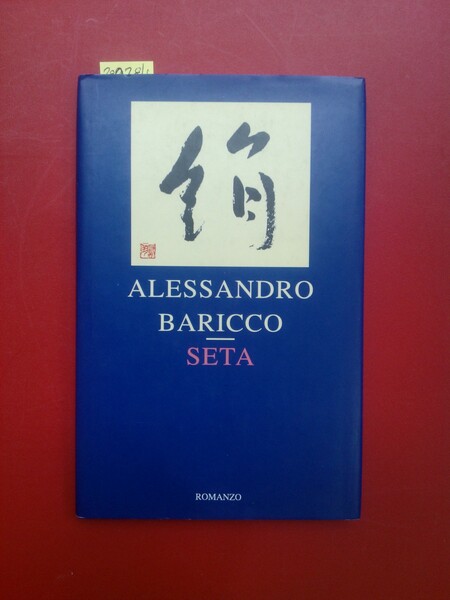 絹
ALESSANDRO
BARICCO
SETA
ROMANZO